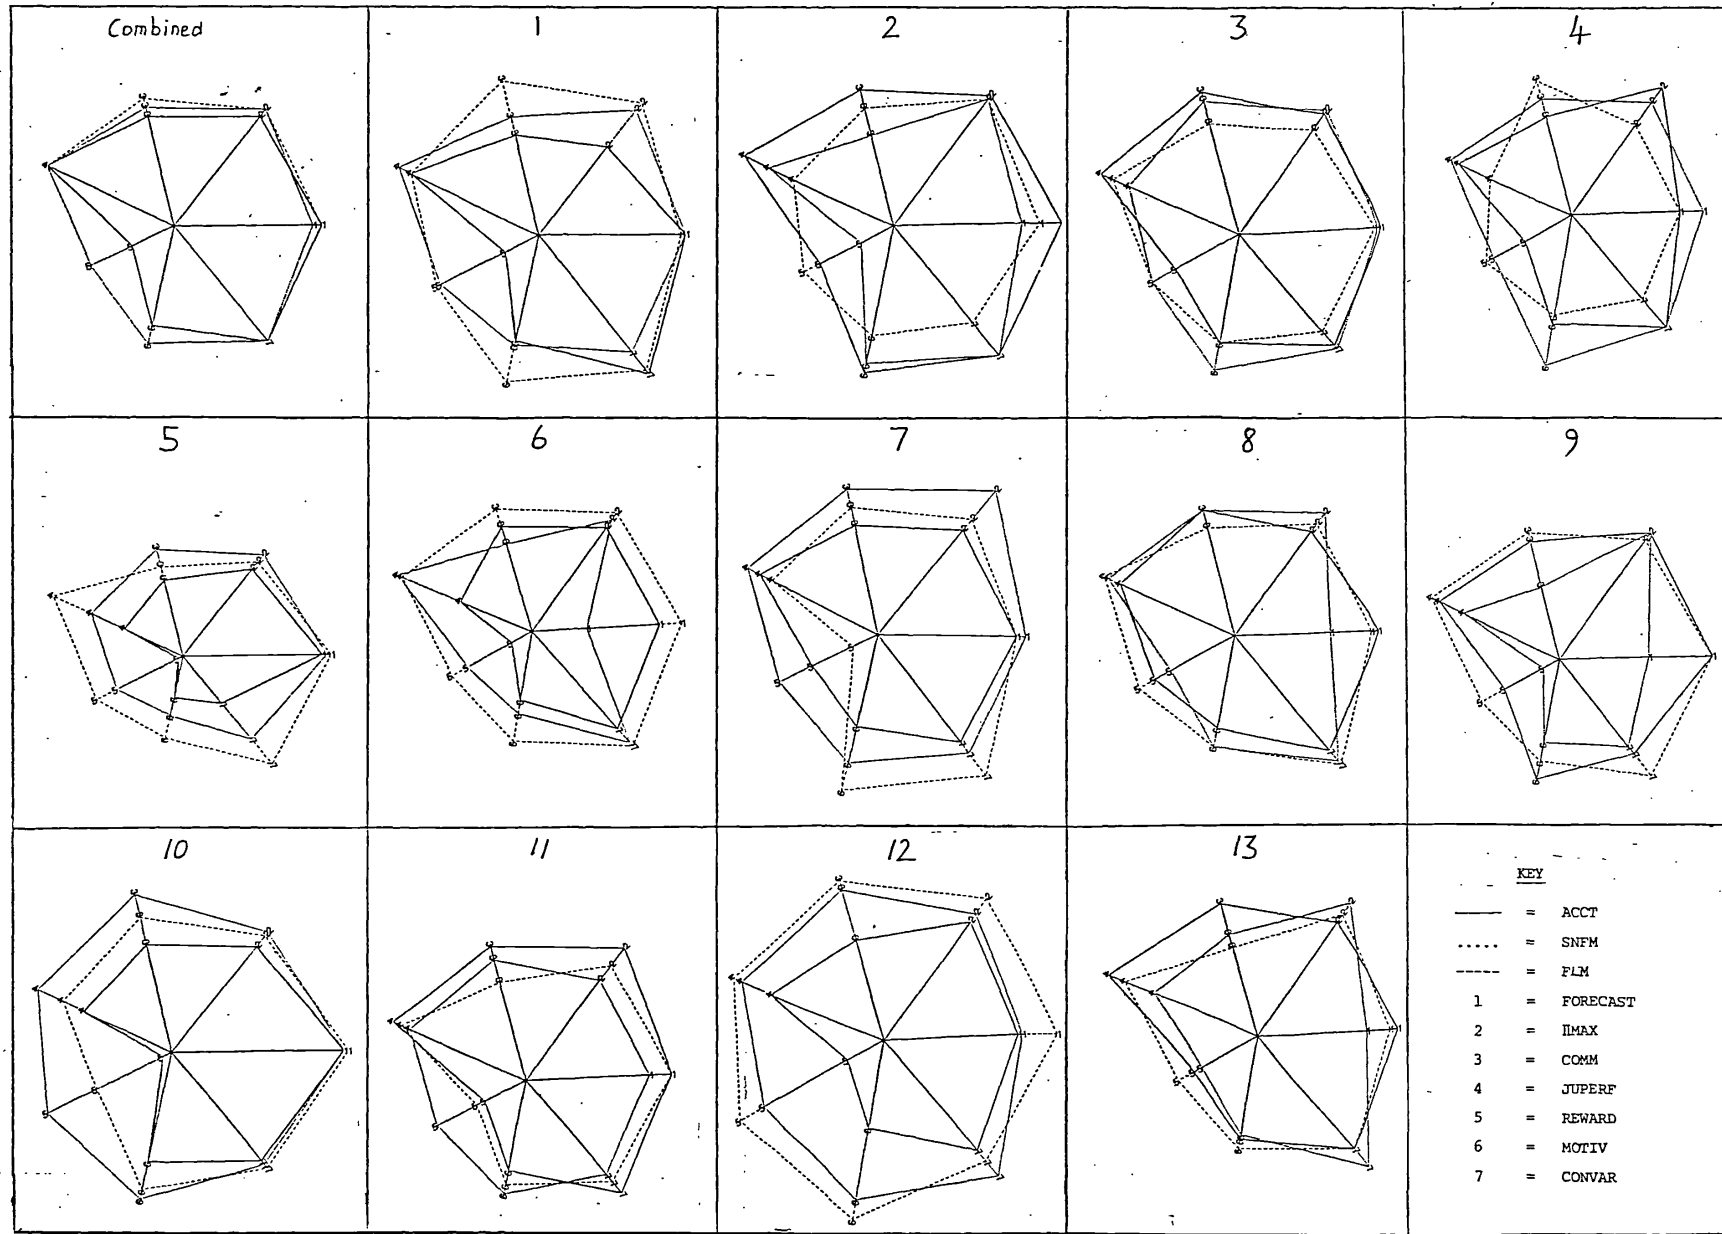 Combined
1
2
3
4
5
6
7
8
9
10
11
12
13
KEY
= ACCT
= SNFM
= FLM
1 = FORECAST
2 = ΠMAX
3 = COMM
4 = JUPERF
5 = REWARD
6 = MOTIV
7 = CONVAR